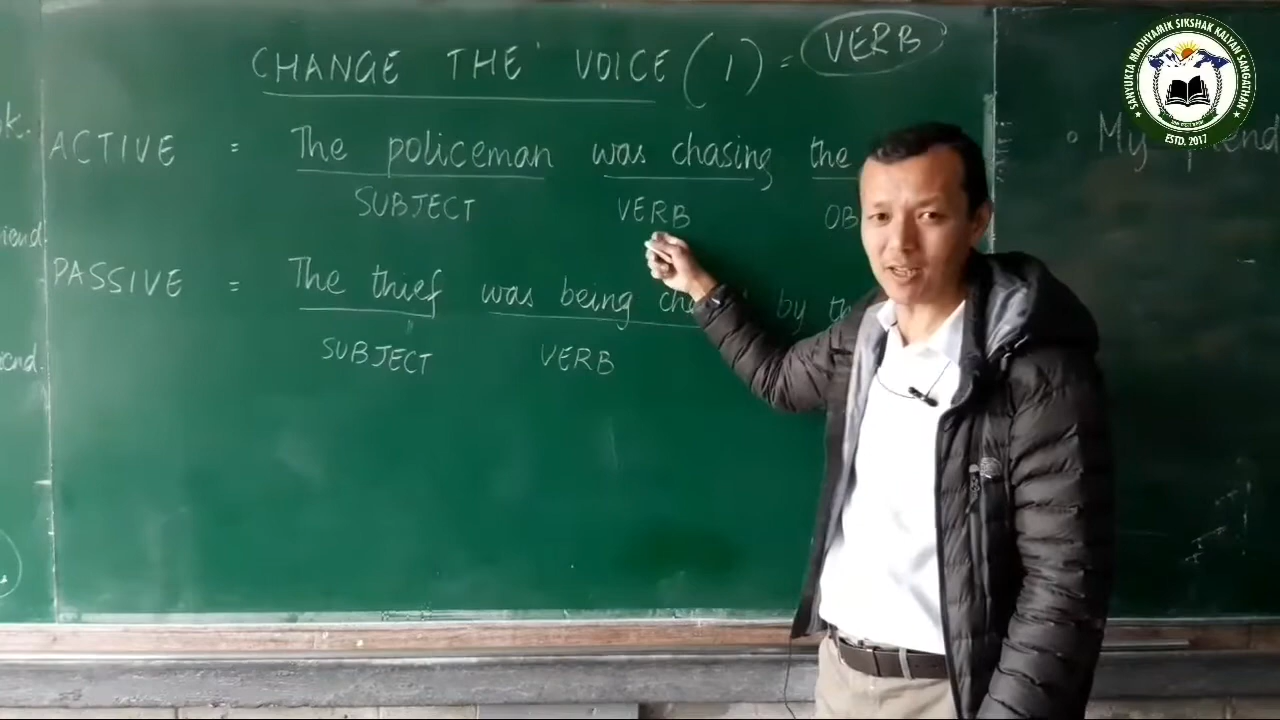 CHANGE THE VOICE (1) = VERB
ACTIVE = The policeman was chasing the
SUBJECT VERB OB
PASSIVE = The thief was being by
SUBJECT VERB
• My friend
SANYUKTA MADHYAMIK SIKSHAK KALYAN SANGATHAN
ESTD. 2017